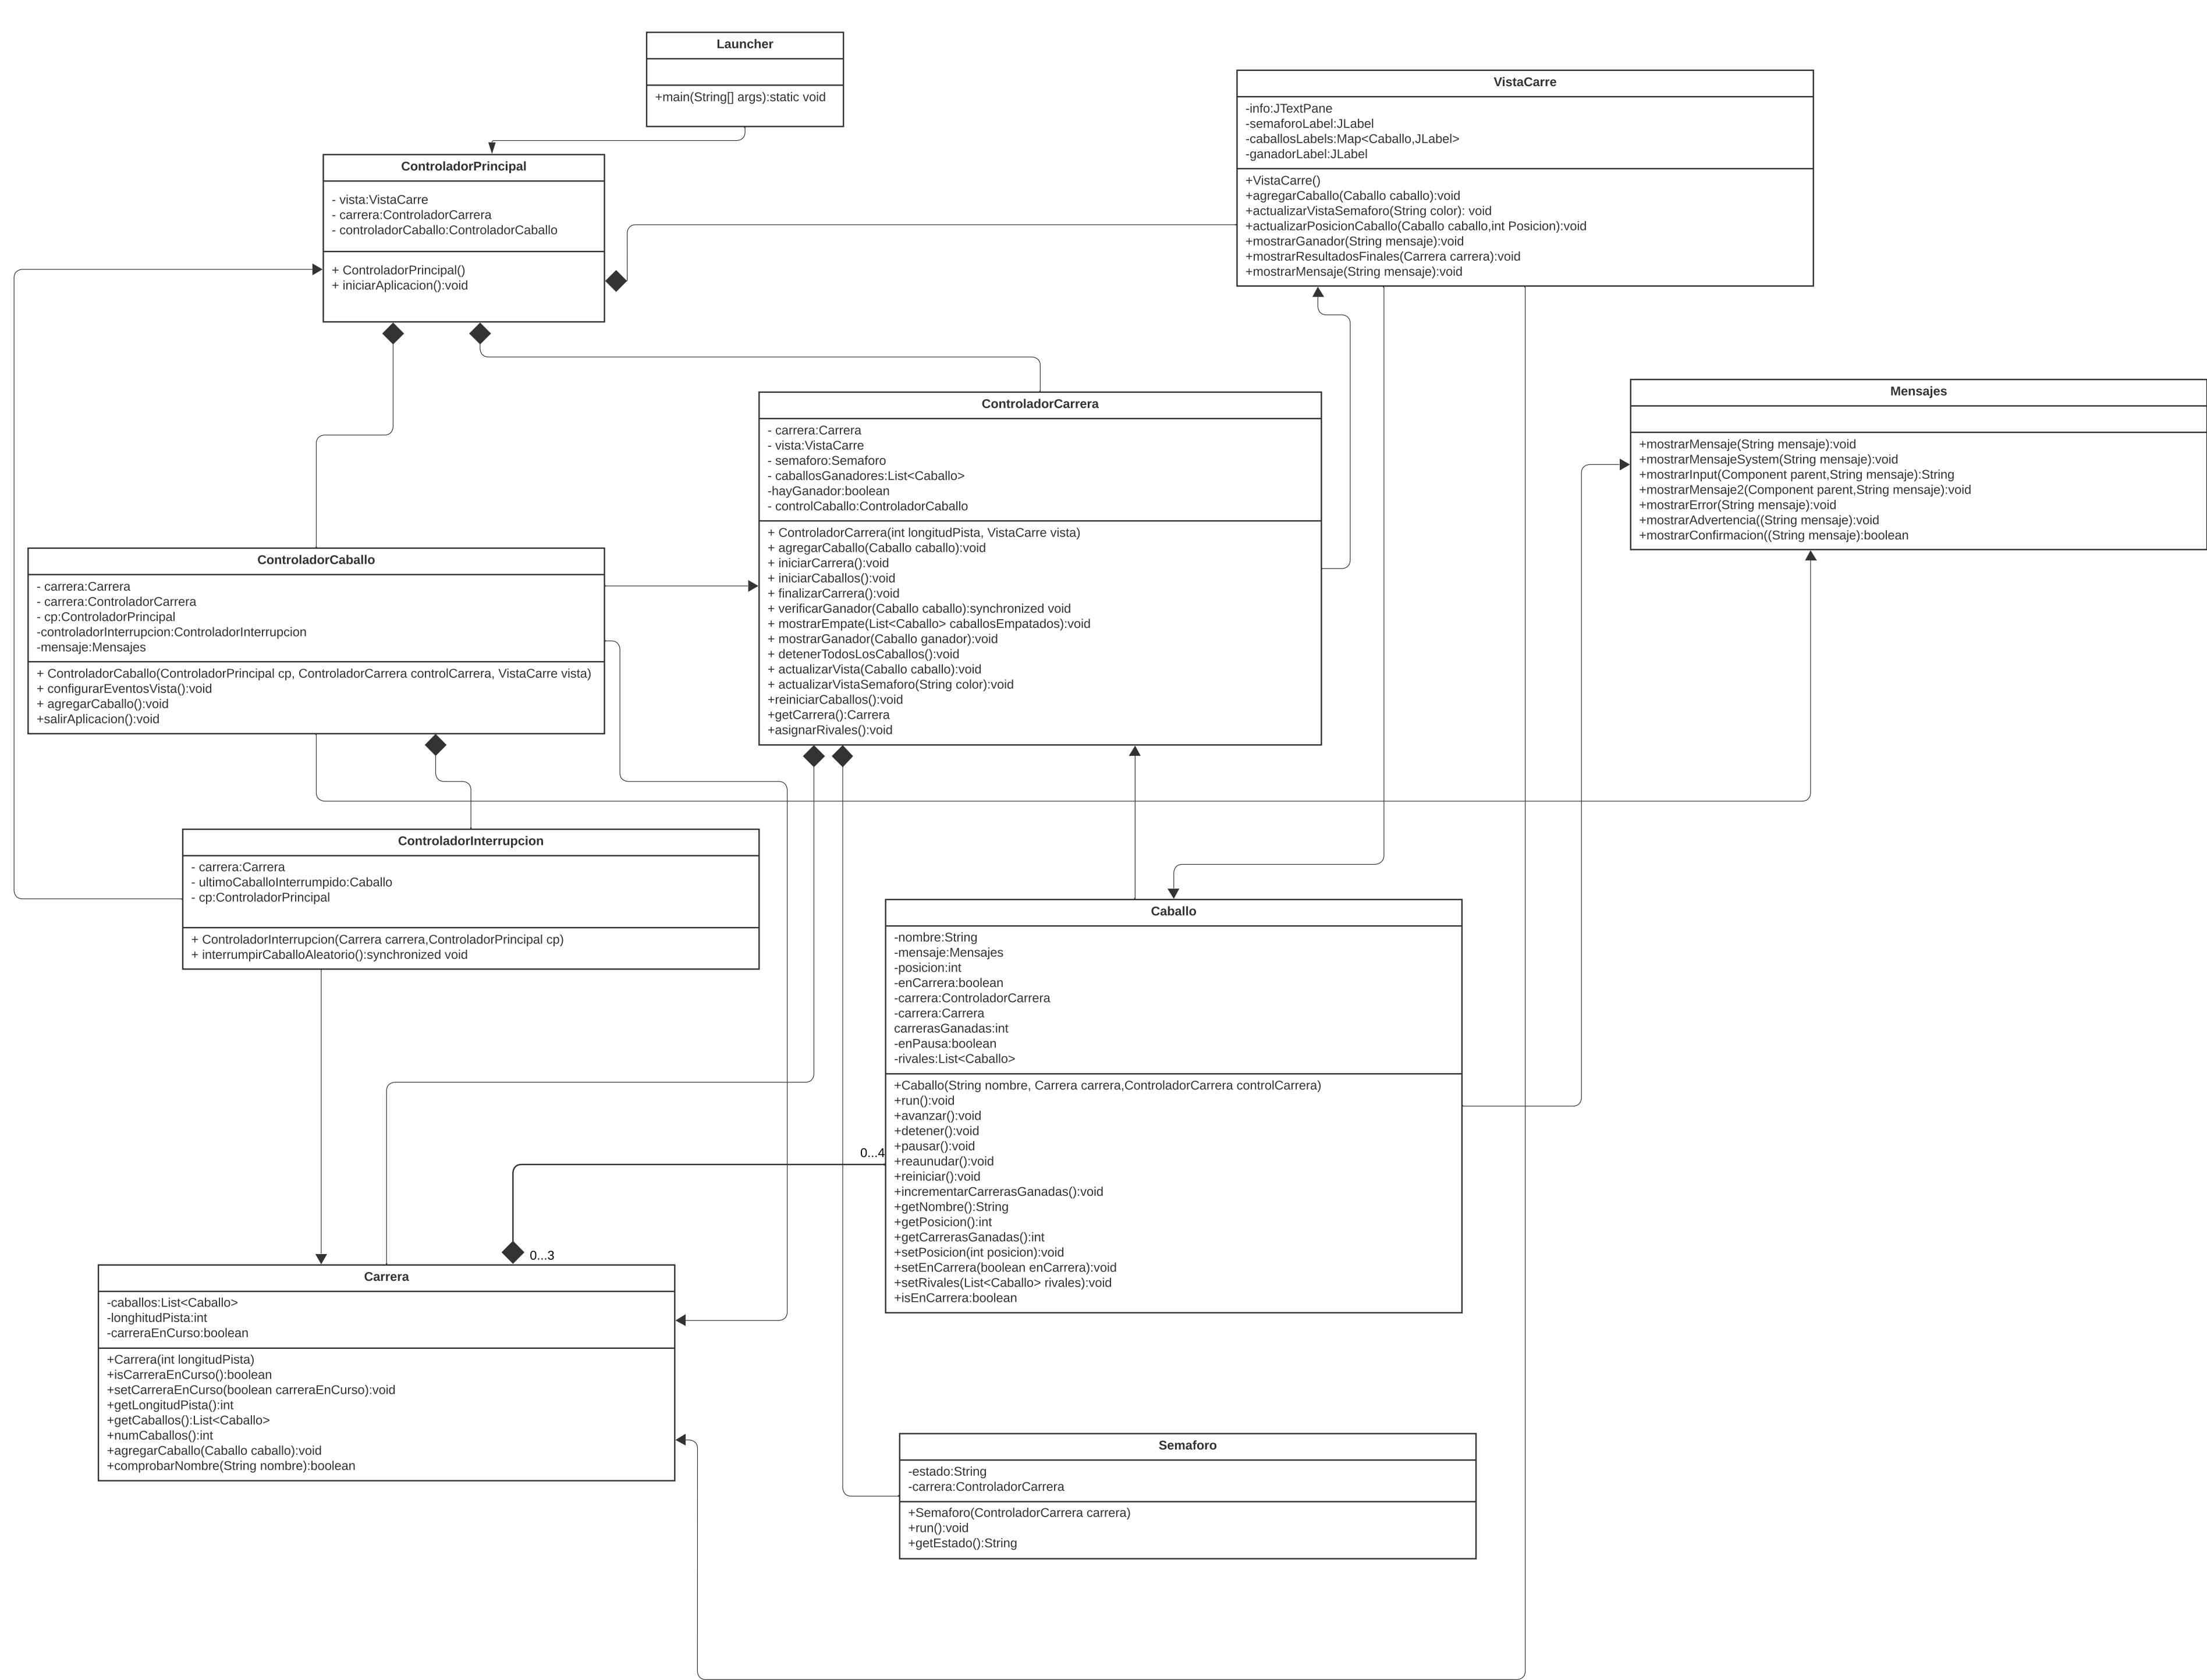 Launcher
+main(String[] args):static void
VistaCarre
-info:JTextPane
-semaforoLabel:JLabel
-caballosLabels:Map<Caballo,JLabel>
-ganadorLabel:JLabel
+VistaCarre()
+agregarCaballo(Caballo caballo):void
+actualizarVistaSemaforo(String color): void
+actualizarPosicionCaballo(Caballo caballo,int Posicion):void
+mostrarGanador(String mensaje):void
+mostrarResultadosFinales(Carrera carrera):void
+mostrarMensaje(String mensaje):void
ControladorPrincipal
- vista:VistaCarre
- carrera:ControladorCarrera
- controladorCaballo:ControladorCaballo
+ ControladorPrincipal()
+ iniciarAplicacion():void
Mensajes
+mostrarMensaje(String mensaje):void
+mostrarMensajeSystem(String mensaje):void
+mostrarInput(Component parent,String mensaje):String
+mostrarMensaje2(Component parent,String mensaje):void
+mostrarError(String mensaje):void
+mostrarAdvertencia((String mensaje):void
+mostrarConfirmacion((String mensaje):boolean
ControladorCarrera
- carrera:Carrera
- vista:VistaCarre
- semaforo:Semaforo
- caballosGanadores:List<Caballo>
-hayGanador:boolean
- controlCaballo:ControladorCaballo
+ ControladorCarrera(int longitudPista, VistaCarre vista)
+ agregarCaballo(Caballo caballo):void
+ iniciarCarrera():void
+ iniciarCaballos():void
+ finalizarCarrera():void
+ verificarGanador(Caballo caballo):synchronized void
+ mostrarEmpate(List<Caballo> caballosEmpatados):void
+ mostrarGanador(Caballo ganador):void
+ detenerTodosLosCaballos():void
+ actualizarVista(Caballo caballo):void
+ actualizarVistaSemaforo(String color):void
+reiniciarCaballos():void
+getCarrera():Carrera
+asignarRivales():void
ControladorCaballo
- carrera:Carrera
- carrera:ControladorCarrera
- cp:ControladorPrincipal
-controladorInterrupcion:ControladorInterrupcion
-mensaje:Mensajes
+ ControladorCaballo(ControladorPrincipal cp, ControladorCarrera controlCarrera, VistaCarre vista)
+ configurarEventosVista():void
+ agregarCaballo():void
+salirAplicacion():void
ControladorInterrupcion
- carrera:Carrera
- ultimoCaballoInterrumpido:Caballo
- cp:ControladorPrincipal
+ ControladorInterrupcion(Carrera carrera,ControladorPrincipal cp)
+ interrumpirCaballoAleatorio():synchronized void
Caballo
-nombre:String
-mensaje:Mensajes
-posicion:int
-enCarrera:boolean
-carrera:ControladorCarrera
-carrera:Carrera
carrerasGanadas:int
-enPausa:boolean
-rivales:List<Caballo>
+Caballo(String nombre, Carrera carrera,ControladorCarrera controlCarrera)
+run():void
+avanzar():void
+detener():void
+pausar():void
+reaunudar():void
+reiniciar():void
+incrementarCarrerasGanadas():void
+getNombre():String
+getPosicion():int
+getCarrerasGanadas():int
+setPosicion(int posicion):void
+setEnCarrera(boolean enCarrera):void
+setRivales(List<Caballo> rivales):void
+isEnCarrera:boolean
0...4
0...3
Carrera
-caballos:List<Caballo>
-longhitudPista:int
-carreraEnCurso:boolean
+Carrera(int longitudPista)
+isCarreraEnCurso():boolean
+setCarreraEnCurso(boolean carreraEnCurso):void
+getLongitudPista():int
+getCaballos():List<Caballo>
+numCaballos():int
+agregarCaballo(Caballo caballo):void
+comprobarNombre(String nombre):boolean
Semaforo
-estado:String
-carrera:ControladorCarrera
+Semaforo(ControladorCarrera carrera)
+run():void
+getEstado():String